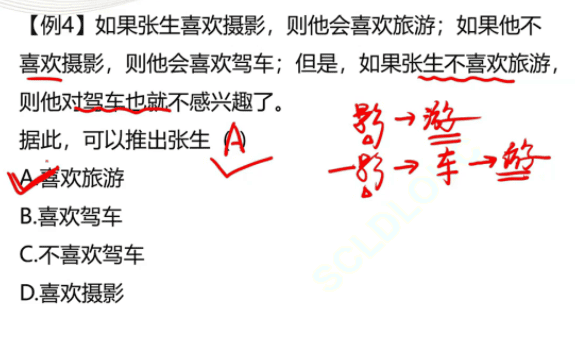 【例4】如果张生喜欢摄影，则他会喜欢旅游；如果他不
喜欢摄影，则他会喜欢驾车；但是，如果张生不喜欢旅游，
则他对驾车也就不感兴趣了。
据此，可以推出张生（A）
A.喜欢旅游
B.喜欢驾车
C.不喜欢驾车
D.喜欢摄影
影→游
一影→车→游
SCLDLO